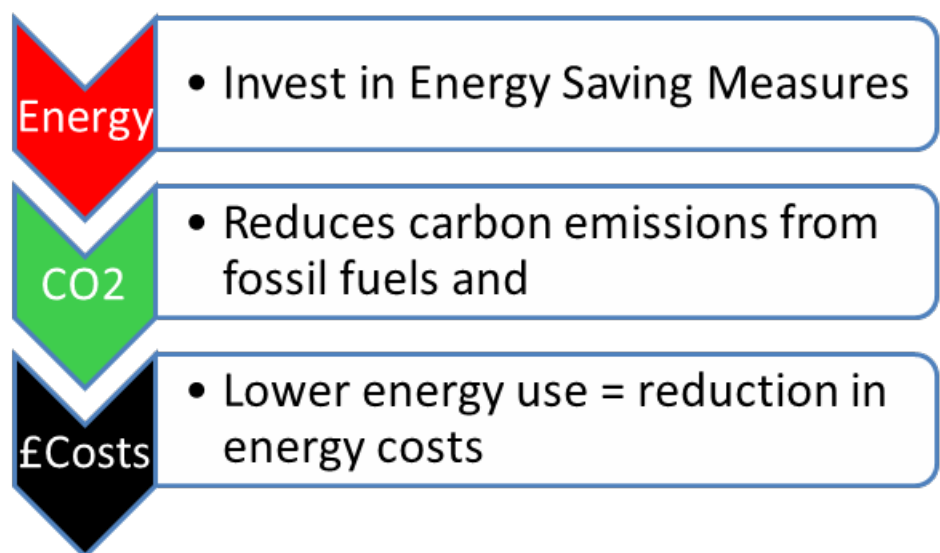 Energy
• Invest in Energy Saving Measures
CO2
• Reduces carbon emissions from
fossil fuels and
£Costs
• Lower energy use = reduction in
energy costs